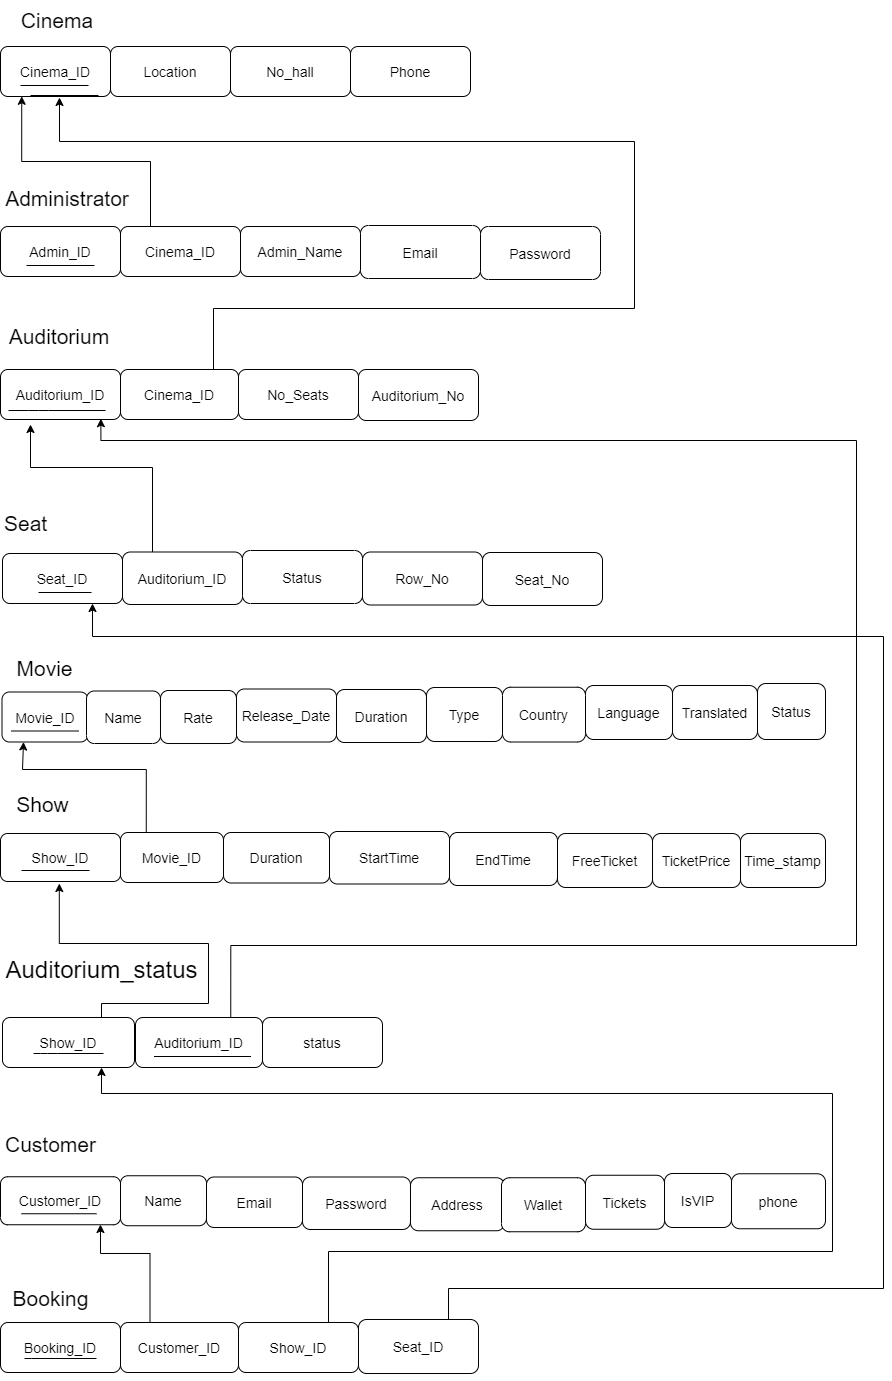 Cinema
Cinema_ID Location No_hall Phone
Administrator
Admin_ID Cinema_ID Admin_Name Email Password
Auditorium
Auditorium_ID Cinema_ID No_Seats Auditorium_No
Seat
Seat_ID Auditorium_ID Status Row_No Seat_No
Movie
Movie_ID Name Rate Release_Date Duration Type Country Language Translated Status
Show
Show_ID Movie_ID Duration StartTime EndTime FreeTicket TicketPrice Time_stamp
Auditorium_status
Show_ID Auditorium_ID status
Customer
Customer_ID Name Email Password Address Wallet Tickets IsVIP phone
Booking
Booking_ID Customer_ID Show_ID Seat_ID